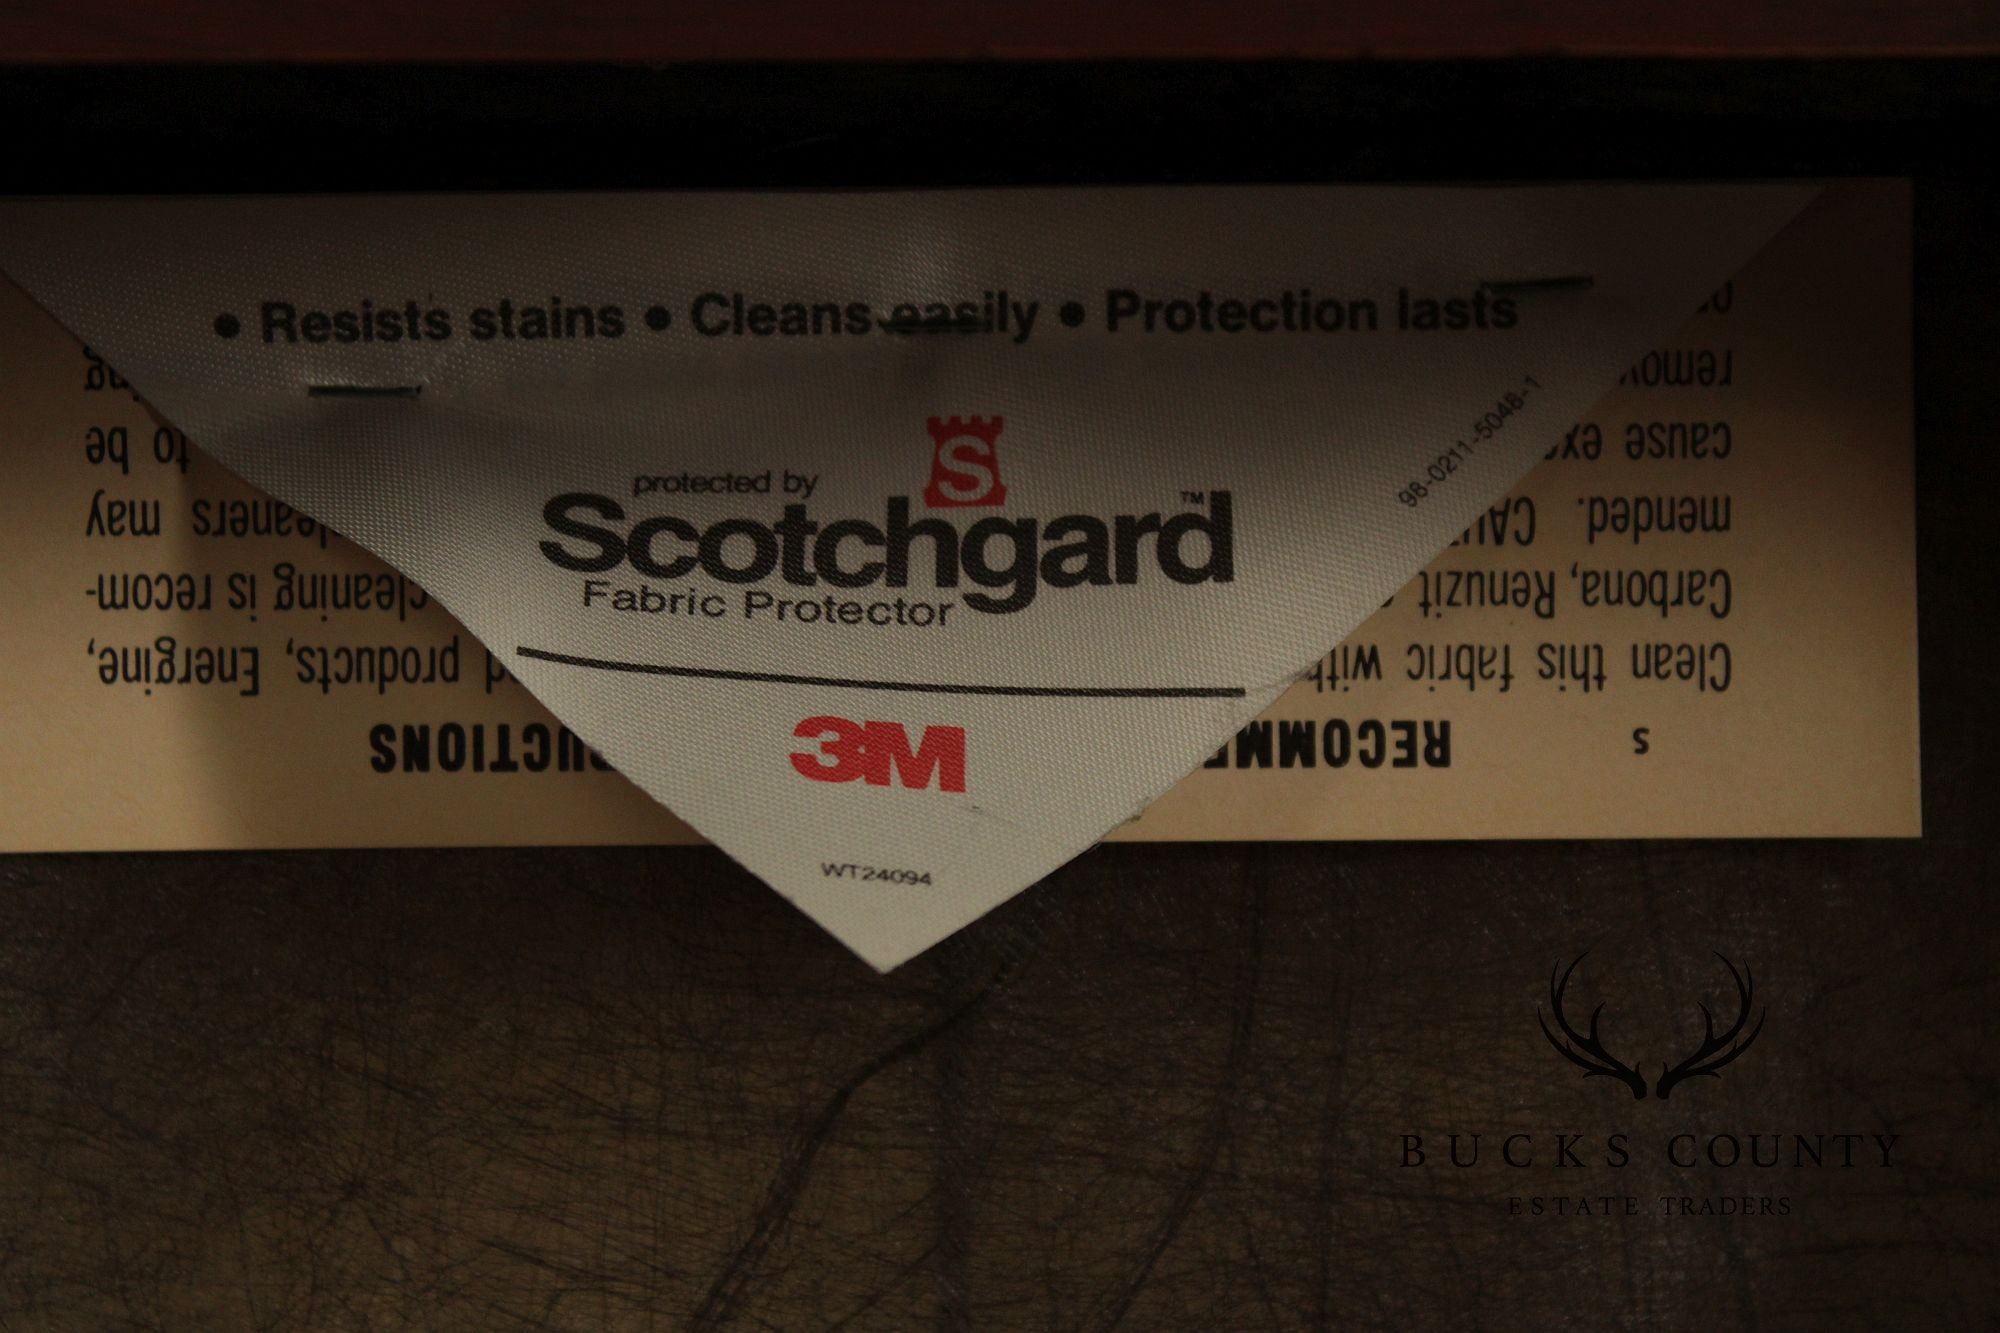 • Resists stains • Cleans easily • Protection lasts
S
protected by
Scotchgard™
Fabric Protector
98-0211-5048-1
3M
WT24094
S RECOMME UCTIONS
Clean this fabric with d products, Energine,
Carbona, Renuzit cleaning is recom-
mended. CAU leaners may
cause exc to be
remov
BUCKS COUNTY
ESTATE TRADERS